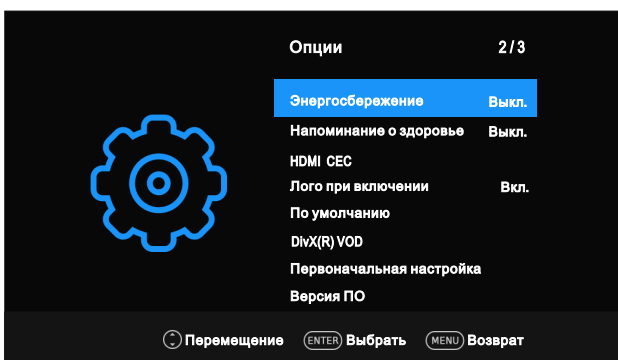 Опции 2/3
Энергосбережение Выкл.
Напоминание о здоровье Выкл.
HDMI CEC
Лого при включении Вкл.
По умолчанию
DivX(R) VOD
Первоначальная настройка
Версия ПО
Перемещение ENTER Выбрать MENU Возврат